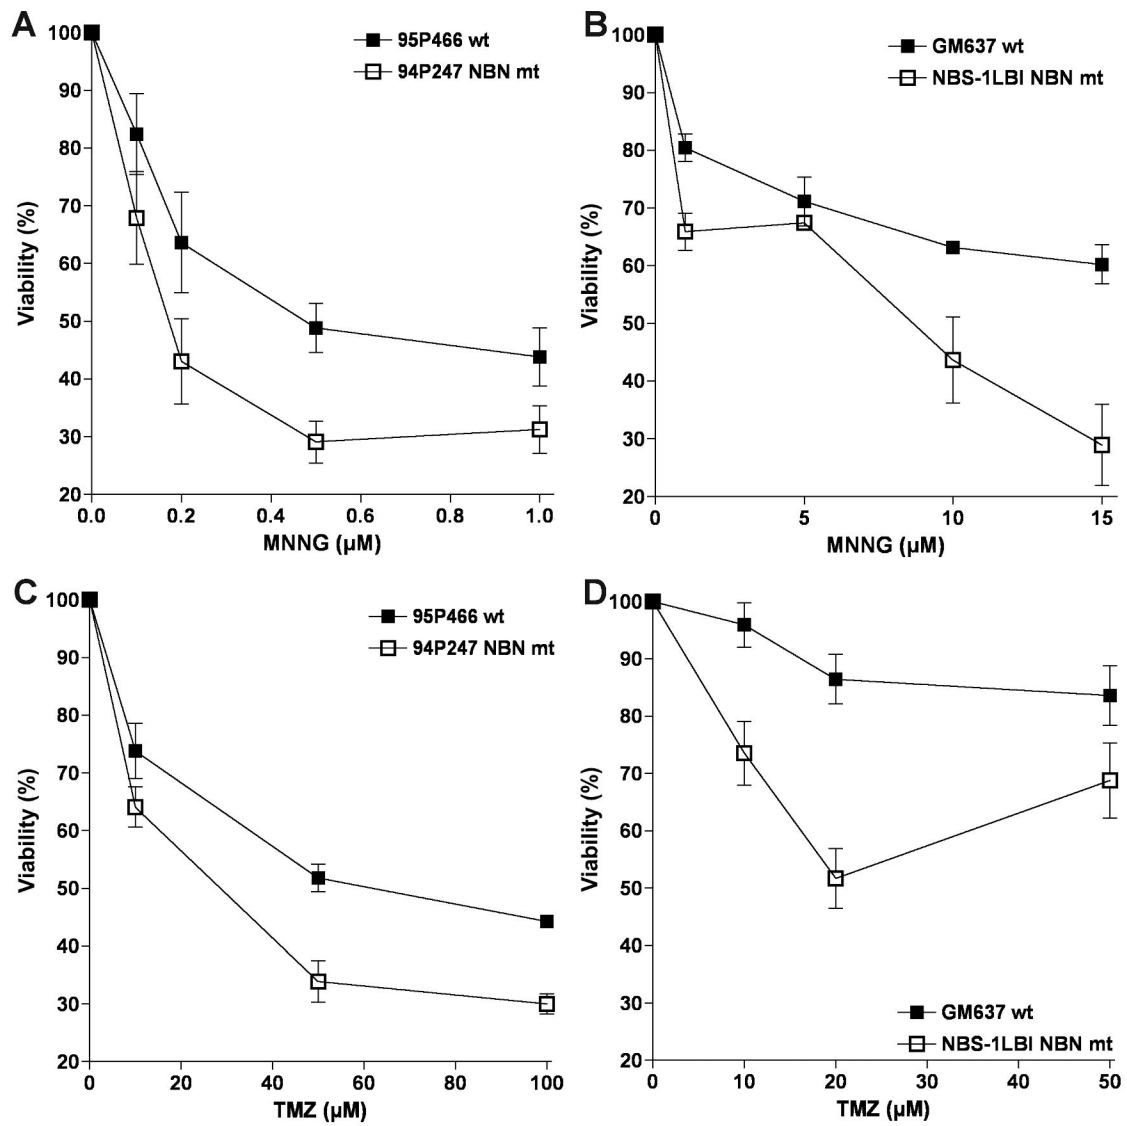 A
95P466 wt
94P247 NBN mt
Viability (%)
100
90
80
70
60
50
40
30
20
0.0 0.2 0.4 0.6 0.8 1.0
MNNG (µM)
B
GM637 wt
NBS-1LBI NBN mt
Viability (%)
100
90
80
70
60
50
40
30
20
0 5 10 15
MNNG (µM)
C
95P466 wt
94P247 NBN mt
Viability (%)
100
90
80
70
60
50
40
30
20
0 20 40 60 80 100
TMZ (µM)
D
Viability (%)
100
90
80
70
60
50
40
30
20
GM637 wt
NBS-1LBI NBN mt
0 10 20 30 40 50
TMZ (µM)